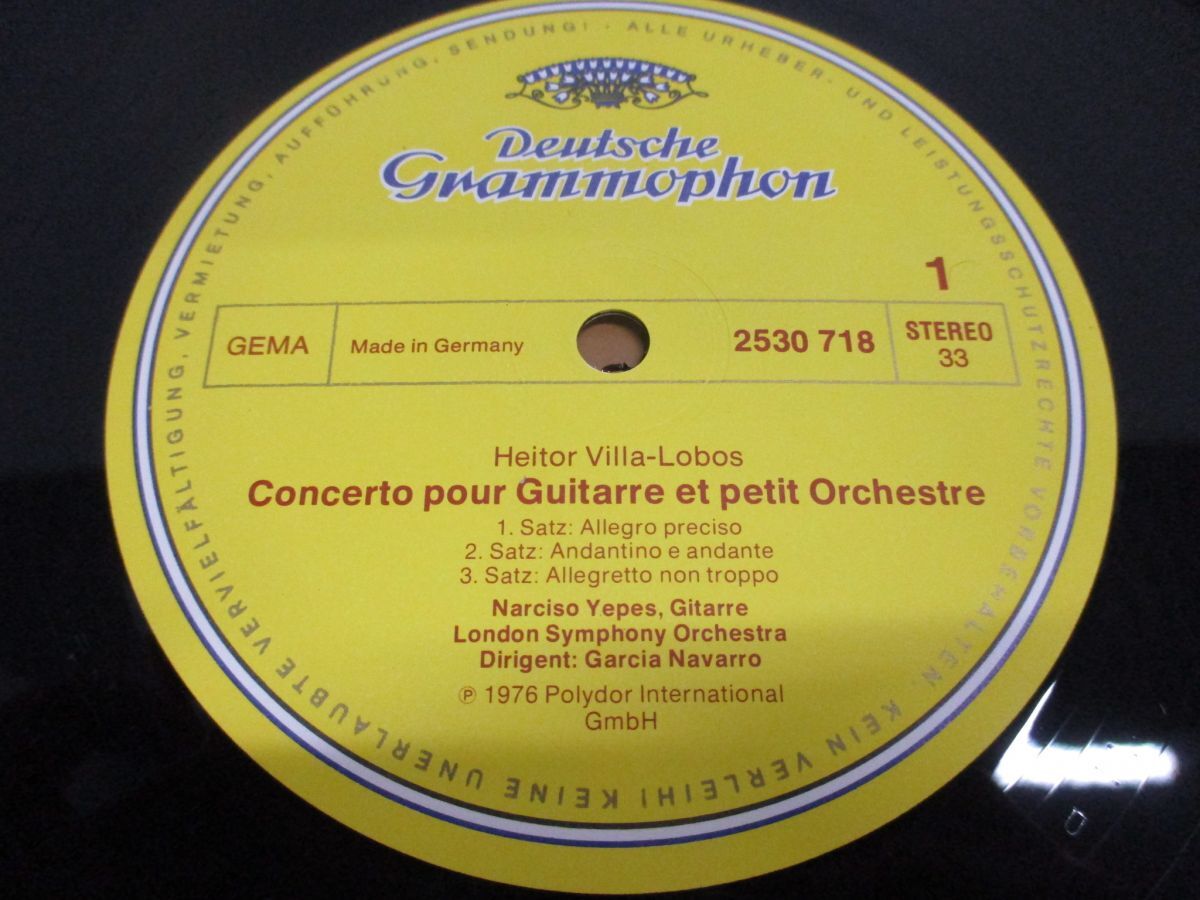 Deutsche
Grammophon
1
GEMA
Made in Germany
2530 718
STEREO
33
Heitor Villa-Lobos
Concerto pour Guitarre et petit Orchestre
1. Satz: Allegro preciso
2. Satz: Andantino e andante
3. Satz: Allegretto non troppo
Narciso Yepes, Gitarre
London Symphony Orchestra
Dirigent: Garcia Navarro
℗ 1976 Polydor International
GmbH
ALLE URHEBER- UND LEISTUNGSSCHUTZRECHTE VORBEHALTEN. KEIN VERLEIH! KEINE UNERLAUBTE VERVIELFÄLTIGUNG, VERMIETUNG, AUFFÜHRUNG, SENDUNG! ·